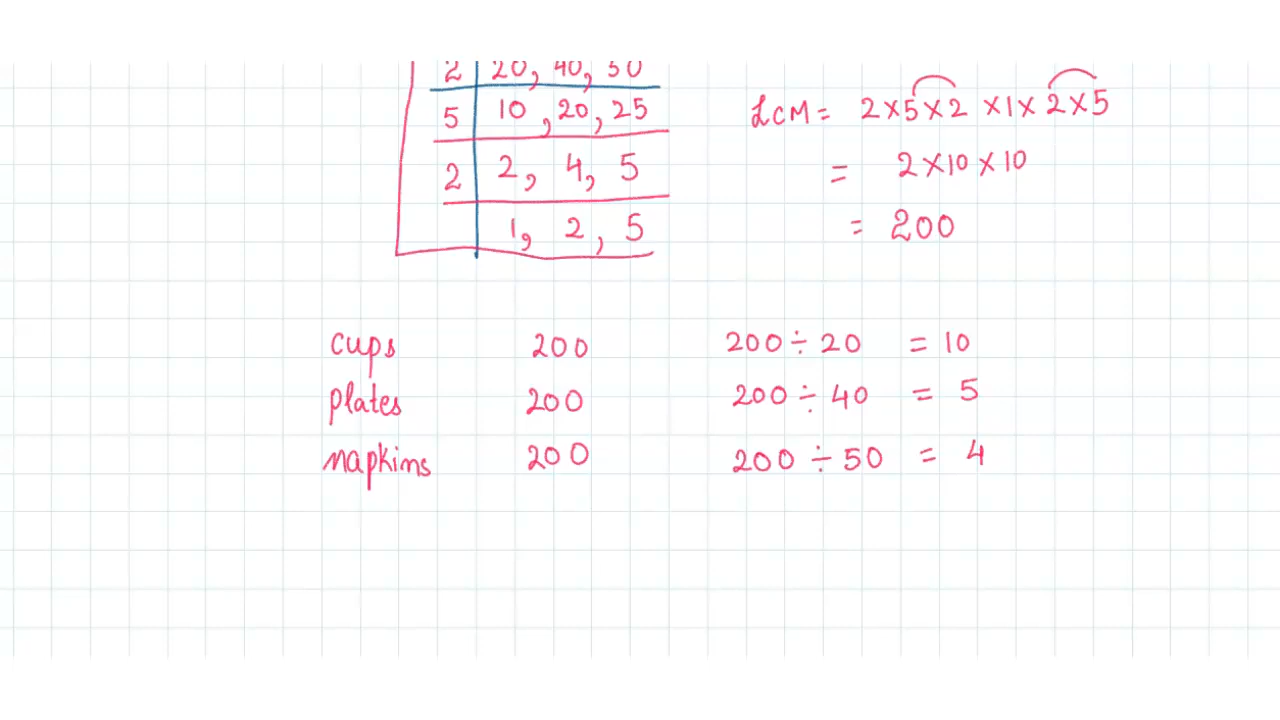 2 20, 40, 50
5 10, 20, 25
2 2, 4, 5
1, 2, 5
LCM = 2×5×2 ×1× 2×5
= 2×10×10
= 200
cups 200 200÷20 = 10
plates 200 200÷40 = 5
napkins 200 200÷50 = 4